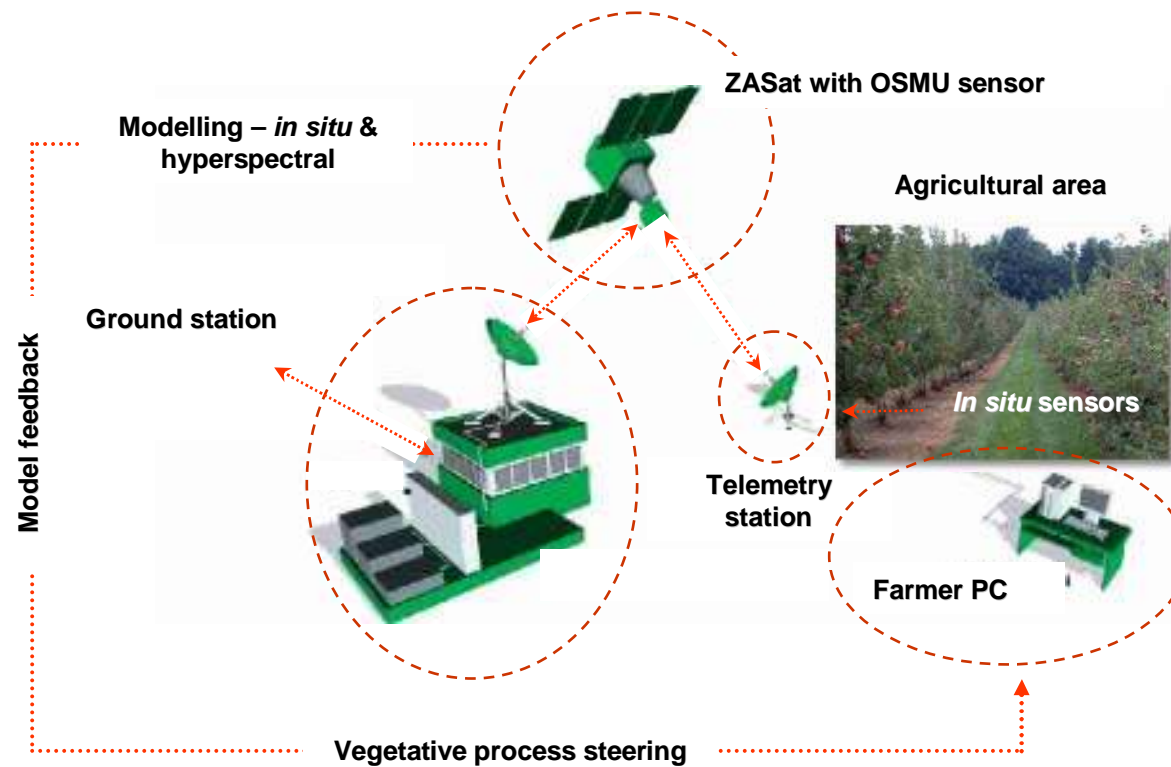 ZASat with OSMU sensor
Modelling – in situ &
hyperspectral
Agricultural area
Ground station
In situ sensors
Model feedback
Telemetry
station
Farmer PC
Vegetative process steering